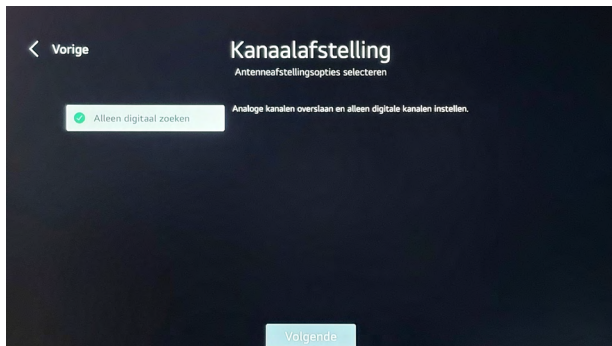 Vorige
Kanaalafstelling
Antenneafstellingsopties selecteren
Alleen digitaal zoeken
Analoge kanalen overslaan en alleen digitale kanalen instellen.
Volgende